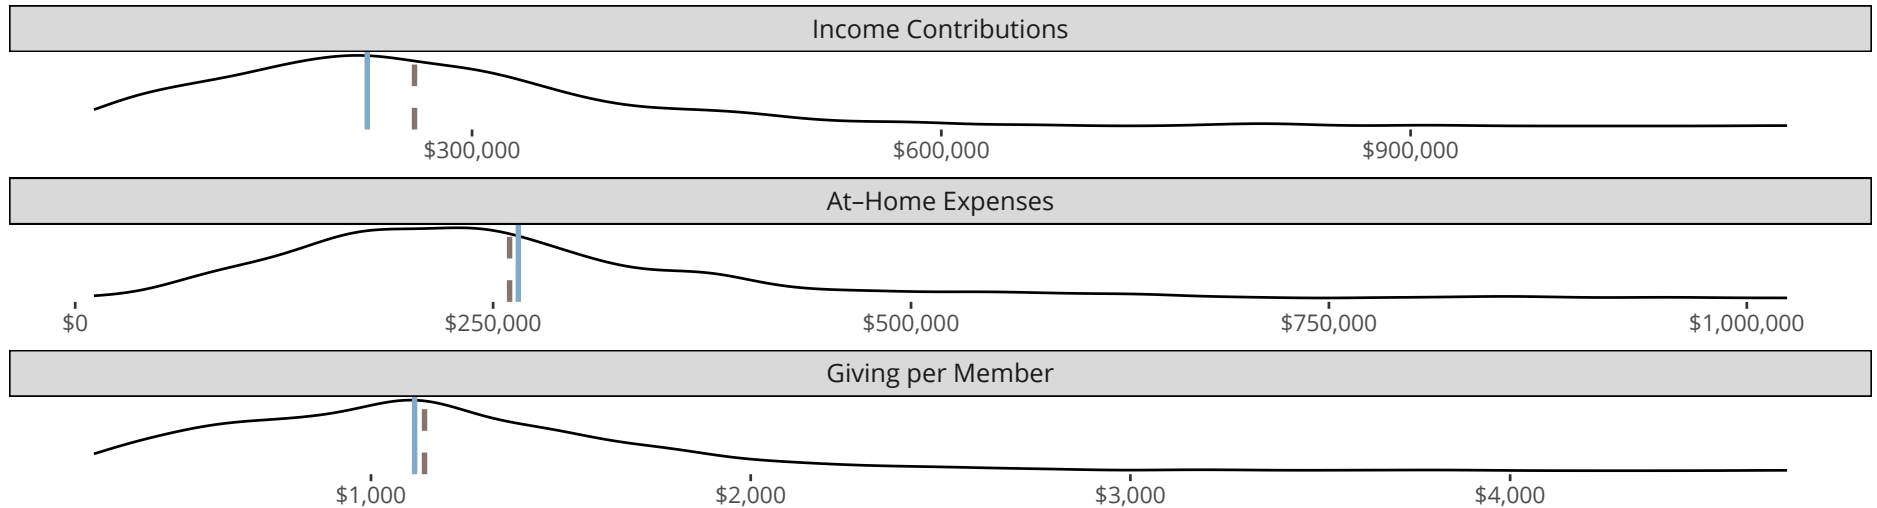 Income Contributions
$300,000 $600,000 $900,000
At–Home Expenses
$0 $250,000 $500,000 $750,000 $1,000,000
Giving per Member
$1,000 $2,000 $3,000 $4,000